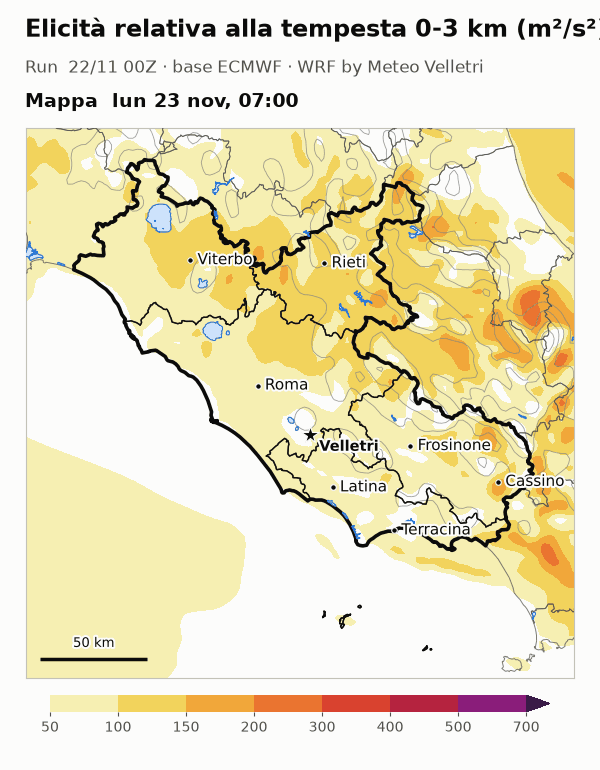 Elicità relativa alla tempesta 0-3 km (m²/s²)
Run 22/11 00Z · base ECMWF · WRF by Meteo Velletri
Mappa lun 23 nov, 07:00
Viterbo
Rieti
Roma
Velletri
Frosinone
Cassino
Latina
Terracina
50 km
50 100 150 200 300 400 500 700